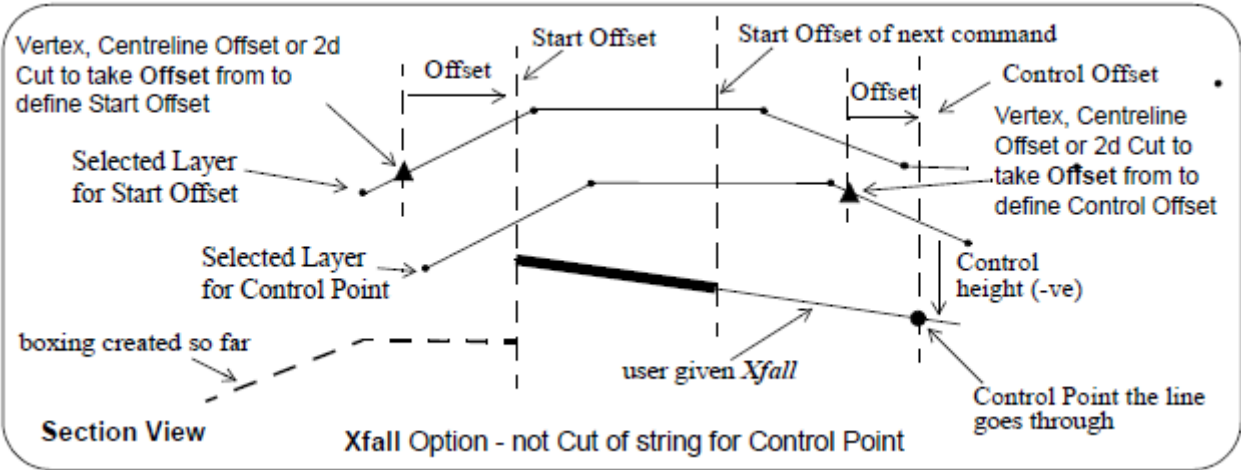 Vertex, Centreline Offset or 2d
Cut to take Offset from to
define Start Offset
Offset
Start Offset
Start Offset of next command
Control Offset
Offset
Vertex, Centreline
Offset or 2d Cut to
take Offset from to
define Control Offset
Selected Layer
for Start Offset
Selected Layer
for Control Point
Control
height (-ve)
boxing created so far
user given Xfall
Control Point the line
goes through
Section View
Xfall Option - not Cut of string for Control Point